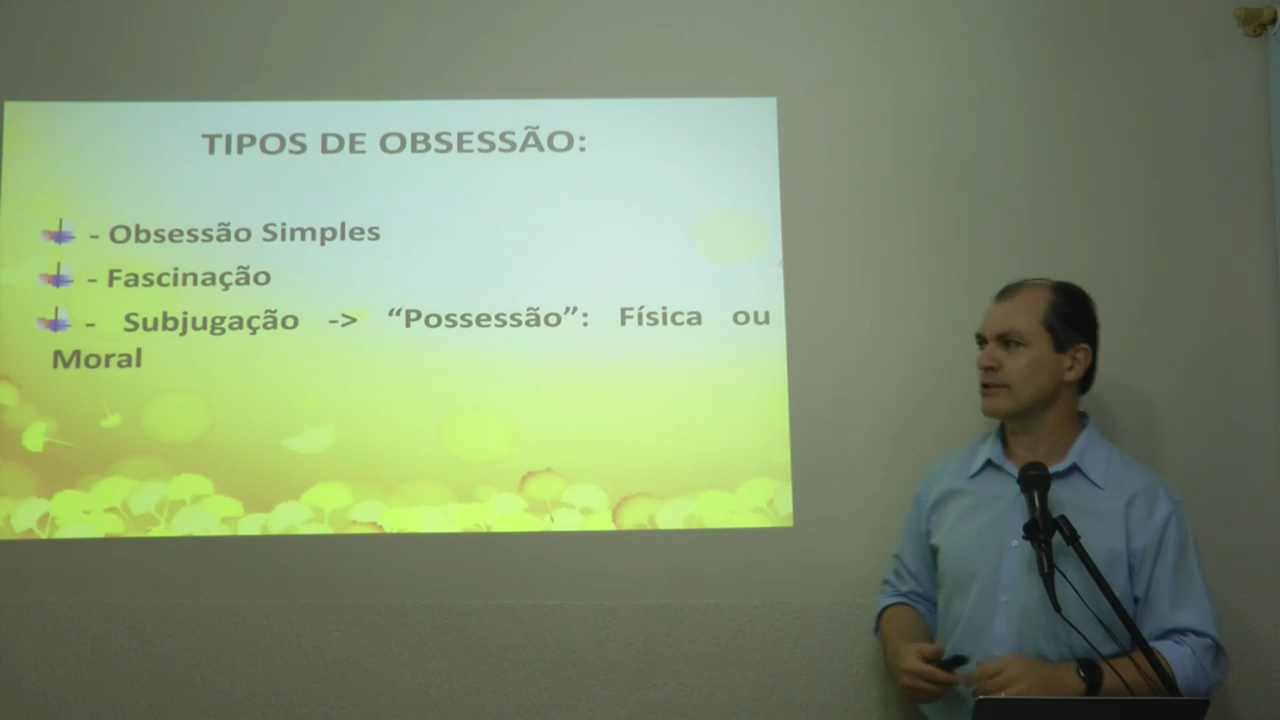 TIPOS DE OBSESSÃO:
- Obsessão Simples
- Fascinação
- Subjugação -> “Possessão”: Física ou
Moral